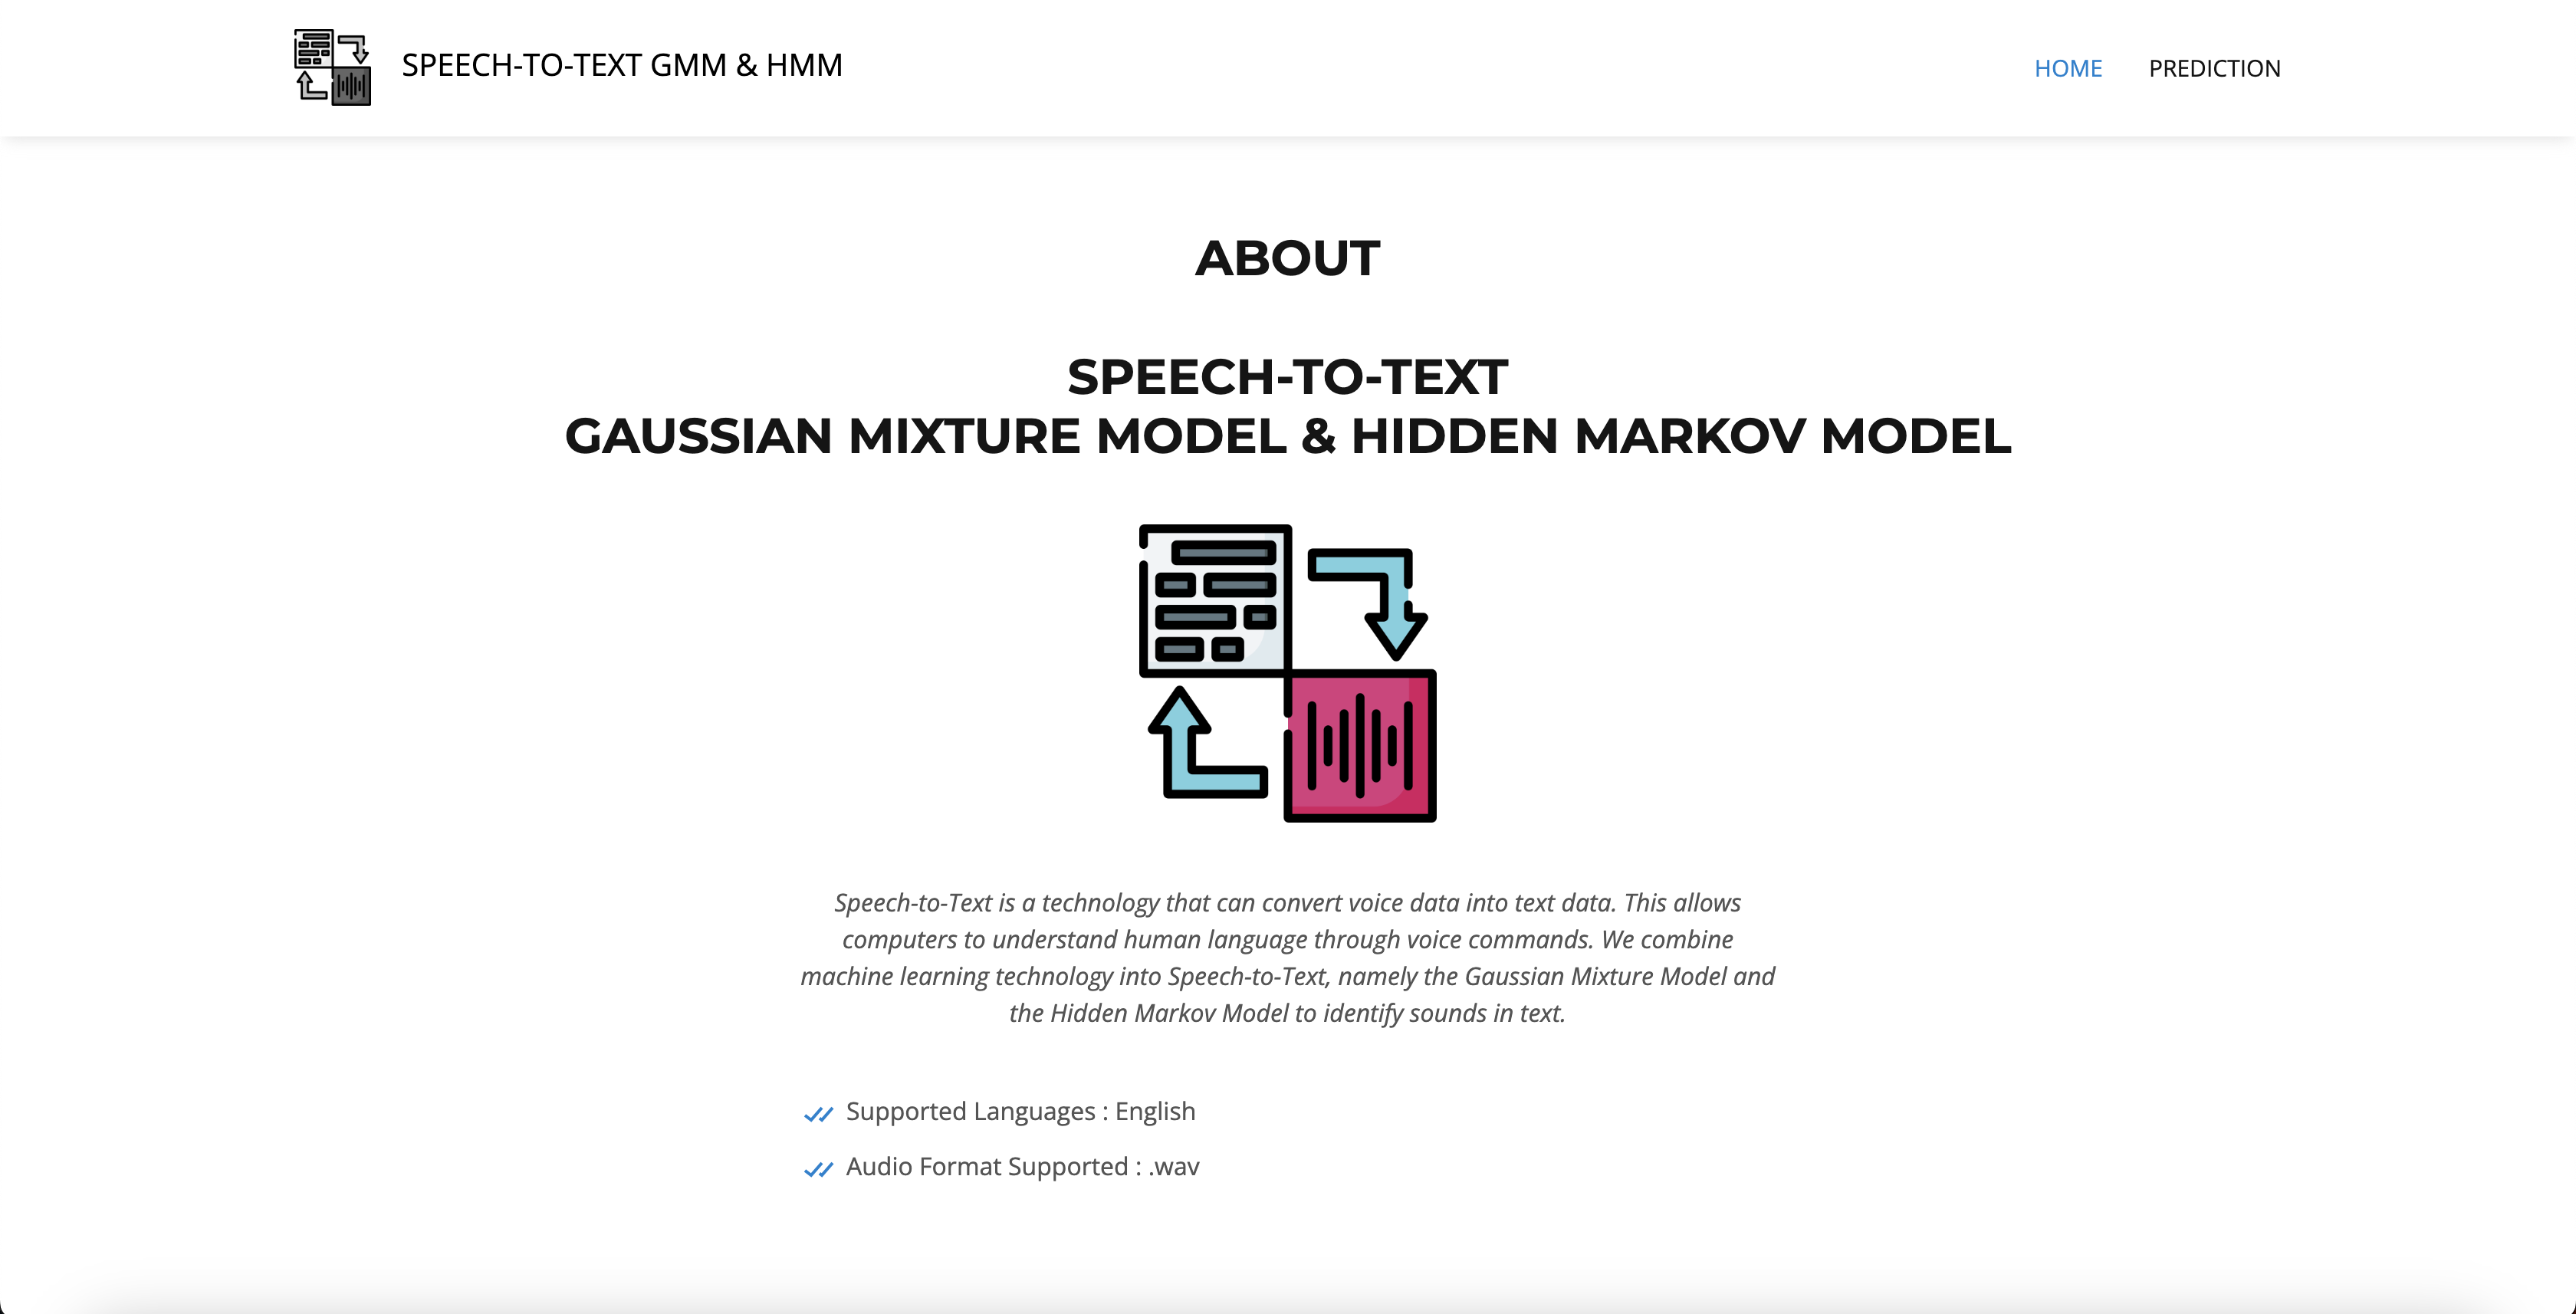 SPEECH-TO-TEXT GMM & HMM
HOME
PREDICTION
ABOUT
SPEECH-TO-TEXT
GAUSSIAN MIXTURE MODEL & HIDDEN MARKOV MODEL
Speech-to-Text is a technology that can convert voice data into text data. This allows
computers to understand human language through voice commands. We combine
machine learning technology into Speech-to-Text, namely the Gaussian Mixture Model and
the Hidden Markov Model to identify sounds in text.
Supported Languages : English
Audio Format Supported : .wav